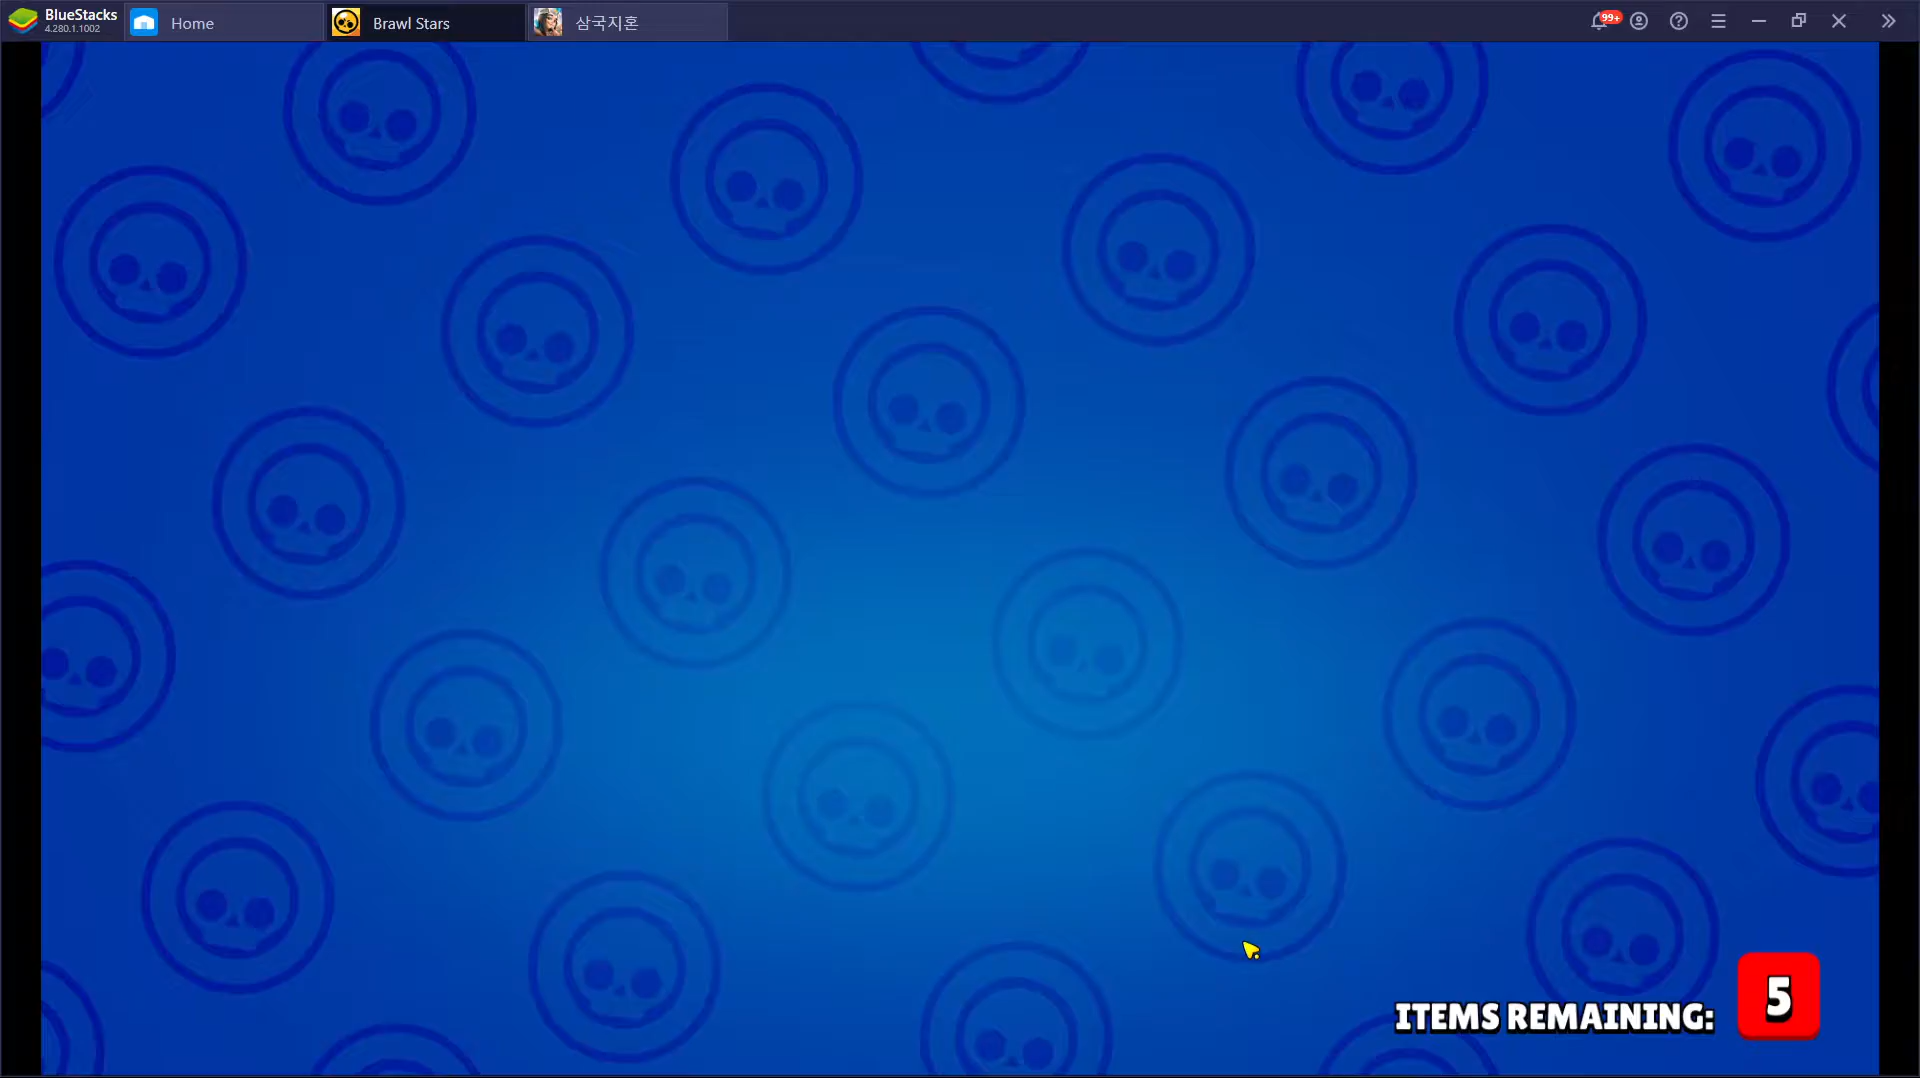 BlueStacks
4.280.1.1002
Home
Brawl Stars
삼국지혼
99+
ITEMS REMAINING:
5